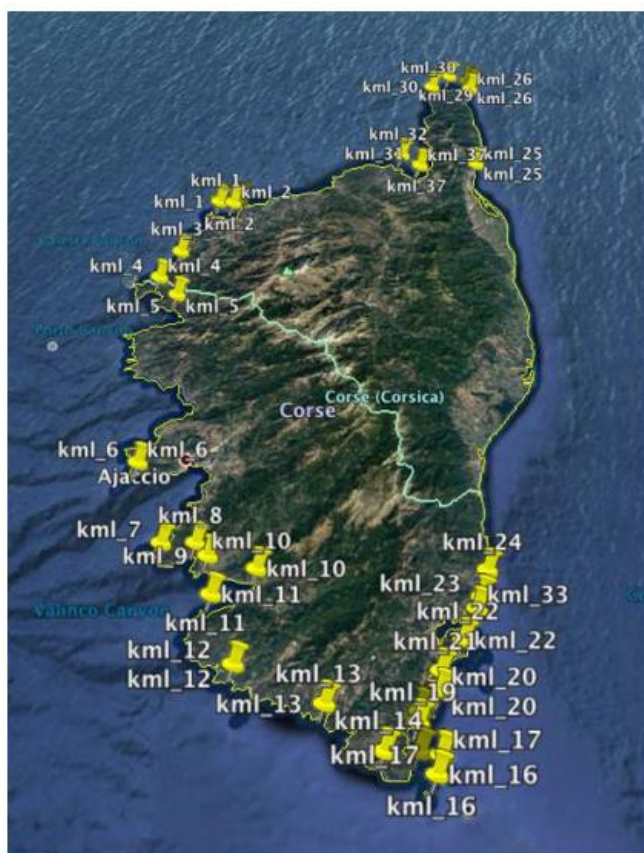 kml_30
kml_26
kml_30
kml_29
kml_26
kml_32
kml_31
kml_37
kml_25
kml_37
kml_25
kml_1
kml_2
kml_1
kml_2
kml_3
kml_4
kml_4
kml_5
kml_5
Corse (Corsica)
Corse
kml_6
kml_6
Ajaccio
kml_8
kml_7
kml_10
kml_9
kml_10
kml_11
kml_11
kml_24
kml_23
kml_33
kml_22
Valinco Canyon
kml_21
kml_22
kml_12
kml_12
kml_13
kml_13
kml_19
kml_20
kml_20
kml_14
kml_17
kml_17
kml_16
kml_16